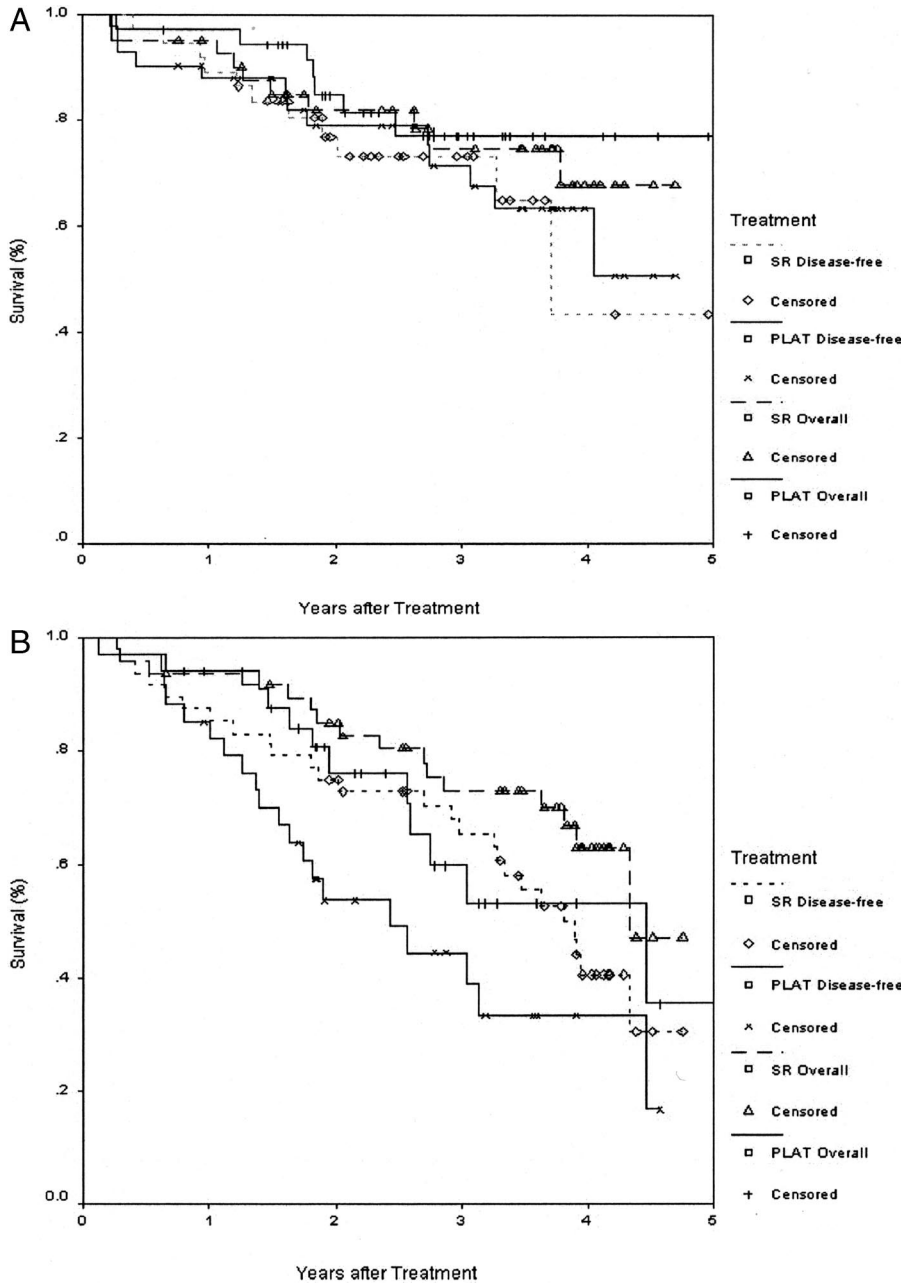 A
1.0
.8
.6
.4
.2
.0
Survival (%)
0 1 2 3 4 5
Years after Treatment
Treatment
SR Disease-free
Censored
PLAT Disease-free
Censored
SR Overall
Censored
PLAT Overall
Censored
B
1.0
.8
.6
.4
.2
0.0
Survival (%)
0 1 2 3 4 5
Years after Treatment
Treatment
SR Disease-free
Censored
PLAT Disease-free
Censored
SR Overall
Censored
PLAT Overall
Censored